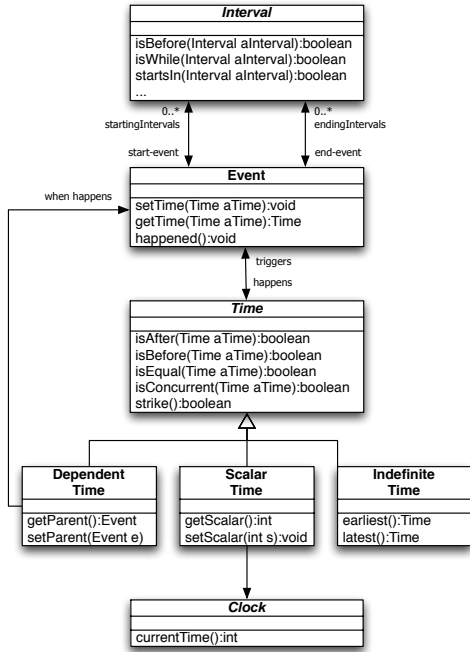 Interval
isBefore(Interval aInterval):boolean
isWhile(Interval aInterval):boolean
startsIn(Interval aInterval):boolean
...
0..*
startingIntervals
0..*
endingIntervals
start-event
end-event
when happens
Event
setTime(Time aTime):void
getTime(Time aTime):Time
happened():void
triggers
happens
Time
isAfter(Time aTime):boolean
isBefore(Time aTime):boolean
isEqual(Time aTime):boolean
isConcurrent(Time aTime):boolean
strike():boolean
Dependent
Time
getParent():Event
setParent(Event e)
Scalar
Time
getScalar():int
setScalar(int s):void
Indefinite
Time
earliest():Time
latest():Time
Clock
currentTime():int